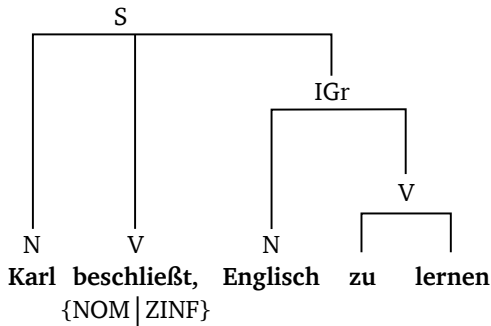 S
IGr
V
N V N
Karl beschließt, Englisch zu lernen
{NOM | ZINF}